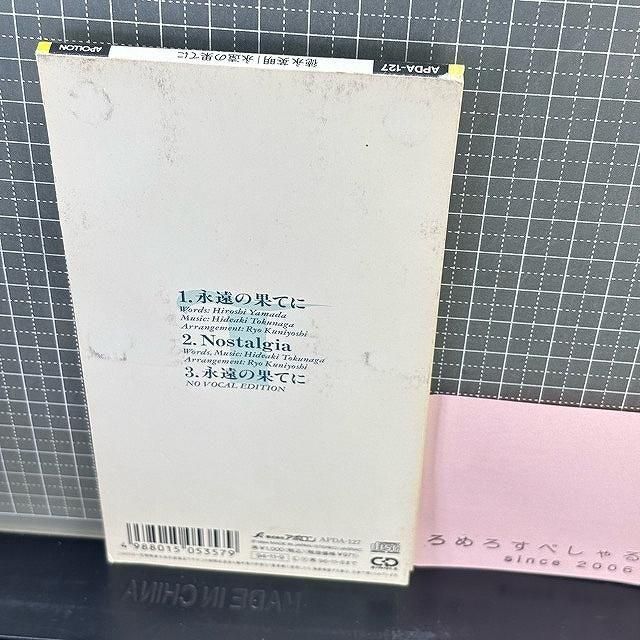 APOLLON
徳永英明 | 永遠の果てに
APDA-127
1. 永遠の果てに
Words: Hiroshi Yamada
Music: Hideaki Tokunaga
Arrangement: Ryo Kuniyoshi
2. Nostalgia
Words, Music: Hideaki Tokunaga
Arrangement: Ryo Kuniyoshi
3. 永遠の果てに
NO VOCAL EDITION
4 988015 053579
アポロン APDA-127
ろめろすぺしゃる
since 2006
MADE IN CHINA